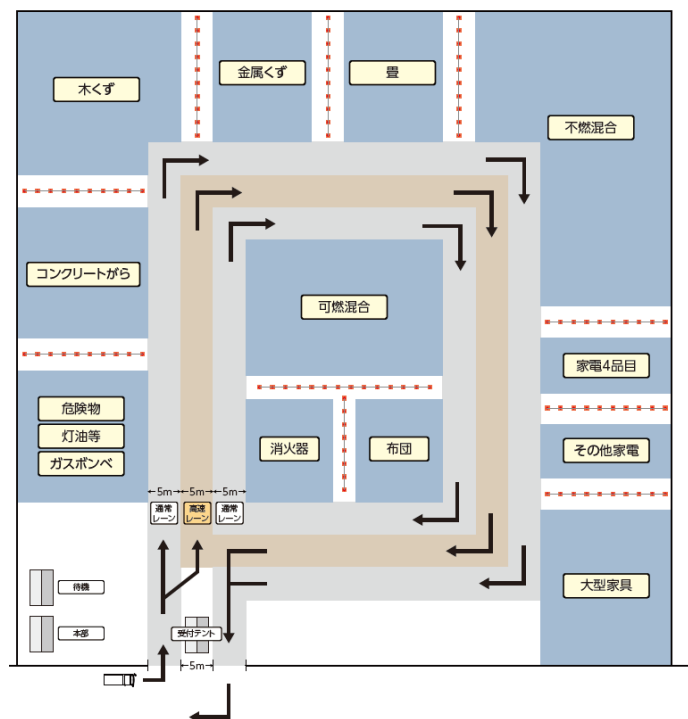 木くず
金属くず
畳
不燃混合
コンクリートがら
可燃混合
家電4品目
危険物
灯油等
ガスボンベ
消火器
布団
その他家電
5m
5m
5m
通常
レーン
高速
レーン
通常
レーン
大型家具
待機
本部
受付テント
5m